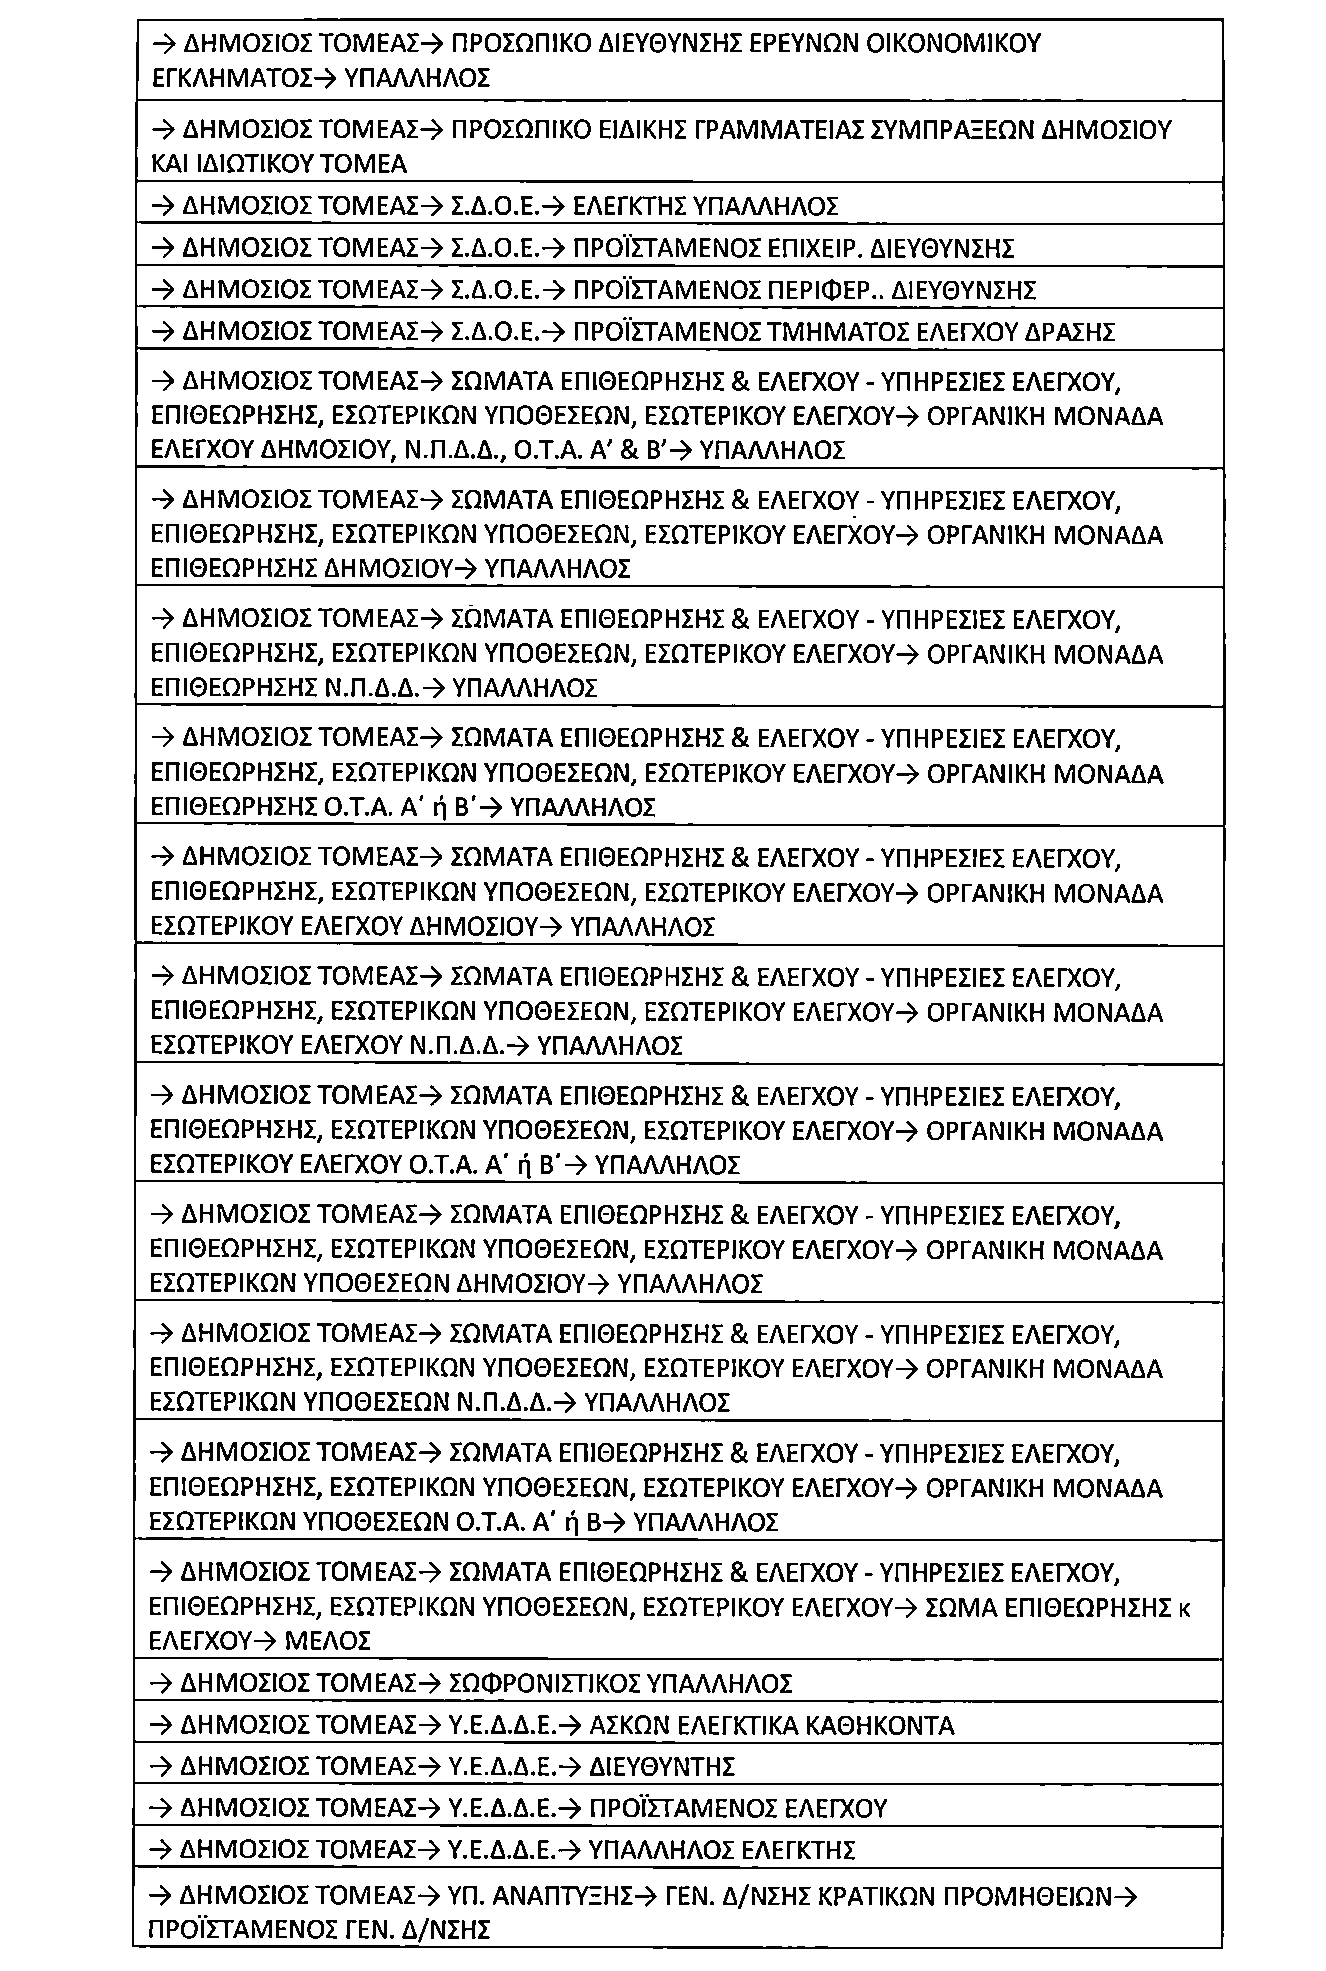 → ΔΗΜΟΣΙΟΣ ΤΟΜΕΑΣ→ ΠΡΟΣΩΠΙΚΟ ΔΙΕΥΘΥΝΣΗΣ ΕΡΕΥΝΩΝ ΟΙΚΟΝΟΜΙΚΟΥ
ΕΓΚΛΗΜΑΤΟΣ→ ΥΠΑΛΛΗΛΟΣ
→ ΔΗΜΟΣΙΟΣ ΤΟΜΕΑΣ→ ΠΡΟΣΩΠΙΚΟ ΕΙΔΙΚΗΣ ΓΡΑΜΜΑΤΕΙΑΣ ΣΥΜΠΡΑΞΕΩΝ ΔΗΜΟΣΙΟΥ
ΚΑΙ ΙΔΙΩΤΙΚΟΥ ΤΟΜΕΑ
→ ΔΗΜΟΣΙΟΣ ΤΟΜΕΑΣ→ Σ.Δ.Ο.Ε.→ ΕΛΕΓΚΤΗΣ ΥΠΑΛΛΗΛΟΣ
→ ΔΗΜΟΣΙΟΣ ΤΟΜΕΑΣ→ Σ.Δ.Ο.Ε.→ ΠΡΟΪΣΤΑΜΕΝΟΣ ΕΠΙΧΕΙΡ. ΔΙΕΥΘΥΝΣΗΣ
→ ΔΗΜΟΣΙΟΣ ΤΟΜΕΑΣ→ Σ.Δ.Ο.Ε.→ ΠΡΟΪΣΤΑΜΕΝΟΣ ΠΕΡΙΦΕΡ.. ΔΙΕΥΘΥΝΣΗΣ
→ ΔΗΜΟΣΙΟΣ ΤΟΜΕΑΣ→ Σ.Δ.Ο.Ε.→ ΠΡΟΪΣΤΑΜΕΝΟΣ ΤΜΗΜΑΤΟΣ ΕΛΕΓΧΟΥ ΔΡΑΣΗΣ
→ ΔΗΜΟΣΙΟΣ ΤΟΜΕΑΣ→ ΣΩΜΑΤΑ ΕΠΙΘΕΩΡΗΣΗΣ & ΕΛΕΓΧΟΥ - ΥΠΗΡΕΣΙΕΣ ΕΛΕΓΧΟΥ,
ΕΠΙΘΕΩΡΗΣΗΣ, ΕΣΩΤΕΡΙΚΩΝ ΥΠΟΘΕΣΕΩΝ, ΕΣΩΤΕΡΙΚΟΥ ΕΛΕΓΧΟΥ→ ΟΡΓΑΝΙΚΗ ΜΟΝΑΔΑ
ΕΛΕΓΧΟΥ ΔΗΜΟΣΙΟΥ, Ν.Π.Δ.Δ., Ο.Τ.Α. Α' & Β'→ ΥΠΑΛΛΗΛΟΣ
→ ΔΗΜΟΣΙΟΣ ΤΟΜΕΑΣ→ ΣΩΜΑΤΑ ΕΠΙΘΕΩΡΗΣΗΣ & ΕΛΕΓΧΟΥ - ΥΠΗΡΕΣΙΕΣ ΕΛΕΓΧΟΥ,
ΕΠΙΘΕΩΡΗΣΗΣ, ΕΣΩΤΕΡΙΚΩΝ ΥΠΟΘΕΣΕΩΝ, ΕΣΩΤΕΡΙΚΟΥ ΕΛΕΓΧΟΥ→ ΟΡΓΑΝΙΚΗ ΜΟΝΑΔΑ
ΕΠΙΘΕΩΡΗΣΗΣ ΔΗΜΟΣΙΟΥ→ ΥΠΑΛΛΗΛΟΣ
→ ΔΗΜΟΣΙΟΣ ΤΟΜΕΑΣ→ ΣΩΜΑΤΑ ΕΠΙΘΕΩΡΗΣΗΣ & ΕΛΕΓΧΟΥ - ΥΠΗΡΕΣΙΕΣ ΕΛΕΓΧΟΥ,
ΕΠΙΘΕΩΡΗΣΗΣ, ΕΣΩΤΕΡΙΚΩΝ ΥΠΟΘΕΣΕΩΝ, ΕΣΩΤΕΡΙΚΟΥ ΕΛΕΓΧΟΥ→ ΟΡΓΑΝΙΚΗ ΜΟΝΑΔΑ
ΕΠΙΘΕΩΡΗΣΗΣ Ν.Π.Δ.Δ.→ ΥΠΑΛΛΗΛΟΣ
→ ΔΗΜΟΣΙΟΣ ΤΟΜΕΑΣ→ ΣΩΜΑΤΑ ΕΠΙΘΕΩΡΗΣΗΣ & ΕΛΕΓΧΟΥ - ΥΠΗΡΕΣΙΕΣ ΕΛΕΓΧΟΥ,
ΕΠΙΘΕΩΡΗΣΗΣ, ΕΣΩΤΕΡΙΚΩΝ ΥΠΟΘΕΣΕΩΝ, ΕΣΩΤΕΡΙΚΟΥ ΕΛΕΓΧΟΥ→ ΟΡΓΑΝΙΚΗ ΜΟΝΑΔΑ
ΕΠΙΘΕΩΡΗΣΗΣ Ο.Τ.Α. Α΄ ή Β΄→ ΥΠΑΛΛΗΛΟΣ
→ ΔΗΜΟΣΙΟΣ ΤΟΜΕΑΣ→ ΣΩΜΑΤΑ ΕΠΙΘΕΩΡΗΣΗΣ & ΕΛΕΓΧΟΥ - ΥΠΗΡΕΣΙΕΣ ΕΛΕΓΧΟΥ,
ΕΠΙΘΕΩΡΗΣΗΣ, ΕΣΩΤΕΡΙΚΩΝ ΥΠΟΘΕΣΕΩΝ, ΕΣΩΤΕΡΙΚΟΥ ΕΛΕΓΧΟΥ→ ΟΡΓΑΝΙΚΗ ΜΟΝΑΔΑ
ΕΣΩΤΕΡΙΚΟΥ ΕΛΕΓΧΟΥ ΔΗΜΟΣΙΟΥ→ ΥΠΑΛΛΗΛΟΣ
→ ΔΗΜΟΣΙΟΣ ΤΟΜΕΑΣ→ ΣΩΜΑΤΑ ΕΠΙΘΕΩΡΗΣΗΣ & ΕΛΕΓΧΟΥ - ΥΠΗΡΕΣΙΕΣ ΕΛΕΓΧΟΥ,
ΕΠΙΘΕΩΡΗΣΗΣ, ΕΣΩΤΕΡΙΚΩΝ ΥΠΟΘΕΣΕΩΝ, ΕΣΩΤΕΡΙΚΟΥ ΕΛΕΓΧΟΥ→ ΟΡΓΑΝΙΚΗ ΜΟΝΑΔΑ
ΕΣΩΤΕΡΙΚΟΥ ΕΛΕΓΧΟΥ Ν.Π.Δ.Δ.→ ΥΠΑΛΛΗΛΟΣ
→ ΔΗΜΟΣΙΟΣ ΤΟΜΕΑΣ→ ΣΩΜΑΤΑ ΕΠΙΘΕΩΡΗΣΗΣ & ΕΛΕΓΧΟΥ - ΥΠΗΡΕΣΙΕΣ ΕΛΕΓΧΟΥ,
ΕΠΙΘΕΩΡΗΣΗΣ, ΕΣΩΤΕΡΙΚΩΝ ΥΠΟΘΕΣΕΩΝ, ΕΣΩΤΕΡΙΚΟΥ ΕΛΕΓΧΟΥ→ ΟΡΓΑΝΙΚΗ ΜΟΝΑΔΑ
ΕΣΩΤΕΡΙΚΟΥ ΕΛΕΓΧΟΥ Ο.Τ.Α. Α΄ ή Β΄→ ΥΠΑΛΛΗΛΟΣ
→ ΔΗΜΟΣΙΟΣ ΤΟΜΕΑΣ→ ΣΩΜΑΤΑ ΕΠΙΘΕΩΡΗΣΗΣ & ΕΛΕΓΧΟΥ - ΥΠΗΡΕΣΙΕΣ ΕΛΕΓΧΟΥ,
ΕΠΙΘΕΩΡΗΣΗΣ, ΕΣΩΤΕΡΙΚΩΝ ΥΠΟΘΕΣΕΩΝ, ΕΣΩΤΕΡΙΚΟΥ ΕΛΕΓΧΟΥ→ ΟΡΓΑΝΙΚΗ ΜΟΝΑΔΑ
ΕΣΩΤΕΡΙΚΩΝ ΥΠΟΘΕΣΕΩΝ ΔΗΜΟΣΙΟΥ→ ΥΠΑΛΛΗΛΟΣ
→ ΔΗΜΟΣΙΟΣ ΤΟΜΕΑΣ→ ΣΩΜΑΤΑ ΕΠΙΘΕΩΡΗΣΗΣ & ΕΛΕΓΧΟΥ - ΥΠΗΡΕΣΙΕΣ ΕΛΕΓΧΟΥ,
ΕΠΙΘΕΩΡΗΣΗΣ, ΕΣΩΤΕΡΙΚΩΝ ΥΠΟΘΕΣΕΩΝ, ΕΣΩΤΕΡΙΚΟΥ ΕΛΕΓΧΟΥ→ ΟΡΓΑΝΙΚΗ ΜΟΝΑΔΑ
ΕΣΩΤΕΡΙΚΩΝ ΥΠΟΘΕΣΕΩΝ Ν.Π.Δ.Δ.→ ΥΠΑΛΛΗΛΟΣ
→ ΔΗΜΟΣΙΟΣ ΤΟΜΕΑΣ→ ΣΩΜΑΤΑ ΕΠΙΘΕΩΡΗΣΗΣ & ΕΛΕΓΧΟΥ - ΥΠΗΡΕΣΙΕΣ ΕΛΕΓΧΟΥ,
ΕΠΙΘΕΩΡΗΣΗΣ, ΕΣΩΤΕΡΙΚΩΝ ΥΠΟΘΕΣΕΩΝ, ΕΣΩΤΕΡΙΚΟΥ ΕΛΕΓΧΟΥ→ ΟΡΓΑΝΙΚΗ ΜΟΝΑΔΑ
ΕΣΩΤΕΡΙΚΩΝ ΥΠΟΘΕΣΕΩΝ Ο.Τ.Α. Α΄ ή Β→ ΥΠΑΛΛΗΛΟΣ
→ ΔΗΜΟΣΙΟΣ ΤΟΜΕΑΣ→ ΣΩΜΑΤΑ ΕΠΙΘΕΩΡΗΣΗΣ & ΕΛΕΓΧΟΥ - ΥΠΗΡΕΣΙΕΣ ΕΛΕΓΧΟΥ,
ΕΠΙΘΕΩΡΗΣΗΣ, ΕΣΩΤΕΡΙΚΩΝ ΥΠΟΘΕΣΕΩΝ, ΕΣΩΤΕΡΙΚΟΥ ΕΛΕΓΧΟΥ→ ΣΩΜΑ ΕΠΙΘΕΩΡΗΣΗΣ κ
ΕΛΕΓΧΟΥ→ ΜΕΛΟΣ
→ ΔΗΜΟΣΙΟΣ ΤΟΜΕΑΣ→ ΣΩΦΡΟΝΙΣΤΙΚΟΣ ΥΠΑΛΛΗΛΟΣ
→ ΔΗΜΟΣΙΟΣ ΤΟΜΕΑΣ→ Υ.Ε.Δ.Δ.Ε.→ ΑΣΚΩΝ ΕΛΕΓΚΤΙΚΑ ΚΑΘΗΚΟΝΤΑ
→ ΔΗΜΟΣΙΟΣ ΤΟΜΕΑΣ→ Υ.Ε.Δ.Δ.Ε.→ ΔΙΕΥΘΥΝΤΗΣ
→ ΔΗΜΟΣΙΟΣ ΤΟΜΕΑΣ→ Υ.Ε.Δ.Δ.Ε.→ ΠΡΟΪΣΤΑΜΕΝΟΣ ΕΛΕΓΧΟΥ
→ ΔΗΜΟΣΙΟΣ ΤΟΜΕΑΣ→ Υ.Ε.Δ.Δ.Ε.→ ΥΠΑΛΛΗΛΟΣ ΕΛΕΓΚΤΗΣ
→ ΔΗΜΟΣΙΟΣ ΤΟΜΕΑΣ→ ΥΠ. ΑΝΑΠΤΥΞΗΣ→ ΓΕΝ. Δ/ΝΣΗΣ ΚΡΑΤΙΚΩΝ ΠΡΟΜΗΘΕΙΩΝ→
ΠΡΟΪΣΤΑΜΕΝΟΣ ΓΕΝ. Δ/ΝΣΗΣ